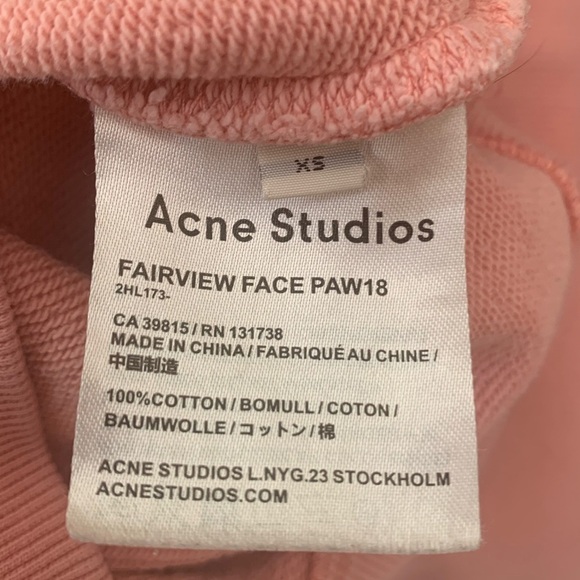 XS
Acne Studios
FAIRVIEW FACE PAW18
2HL173-
CA 39815 / RN 131738
MADE IN CHINA / FABRIQUÉ AU CHINE /
中国制造
100%COTTON / BOMULL / COTON /
BAUMWOLLE / コットン / 棉
ACNE STUDIOS L.NYG.23 STOCKHOLM
ACNESTUDIOS.COM